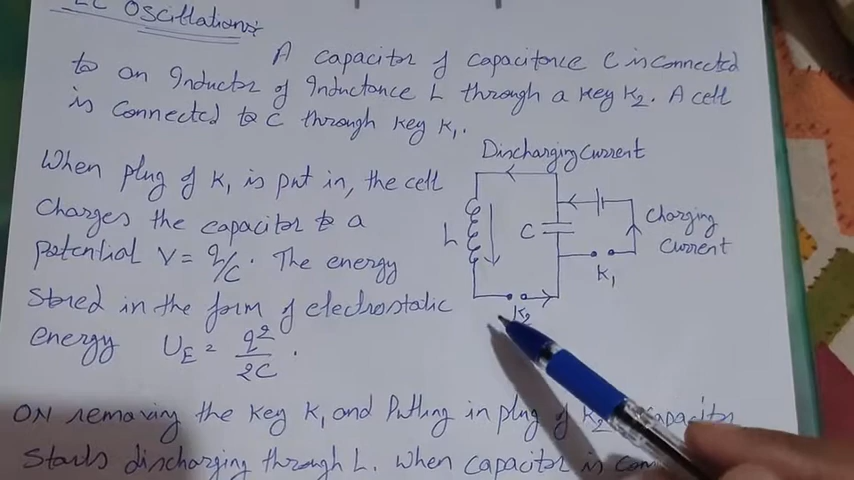 LC Oscillations:
A capacitor of capacitance C is connected
to an Inductor of Inductance L through a key K₂. A cell
is connected to C through key K₁.
When plug of K₁ is put in, the cell
charges the capacitor to a
potential V = q/C. The energy
stored in the form of electrostatic
energy U_E = q²/2C.
Discharging Current
L
C
Charging
Current
K₁
K₂
ON removing the key K₁ and Putting in plug of K₂ capacitor
starts discharging through L. When capacitor is